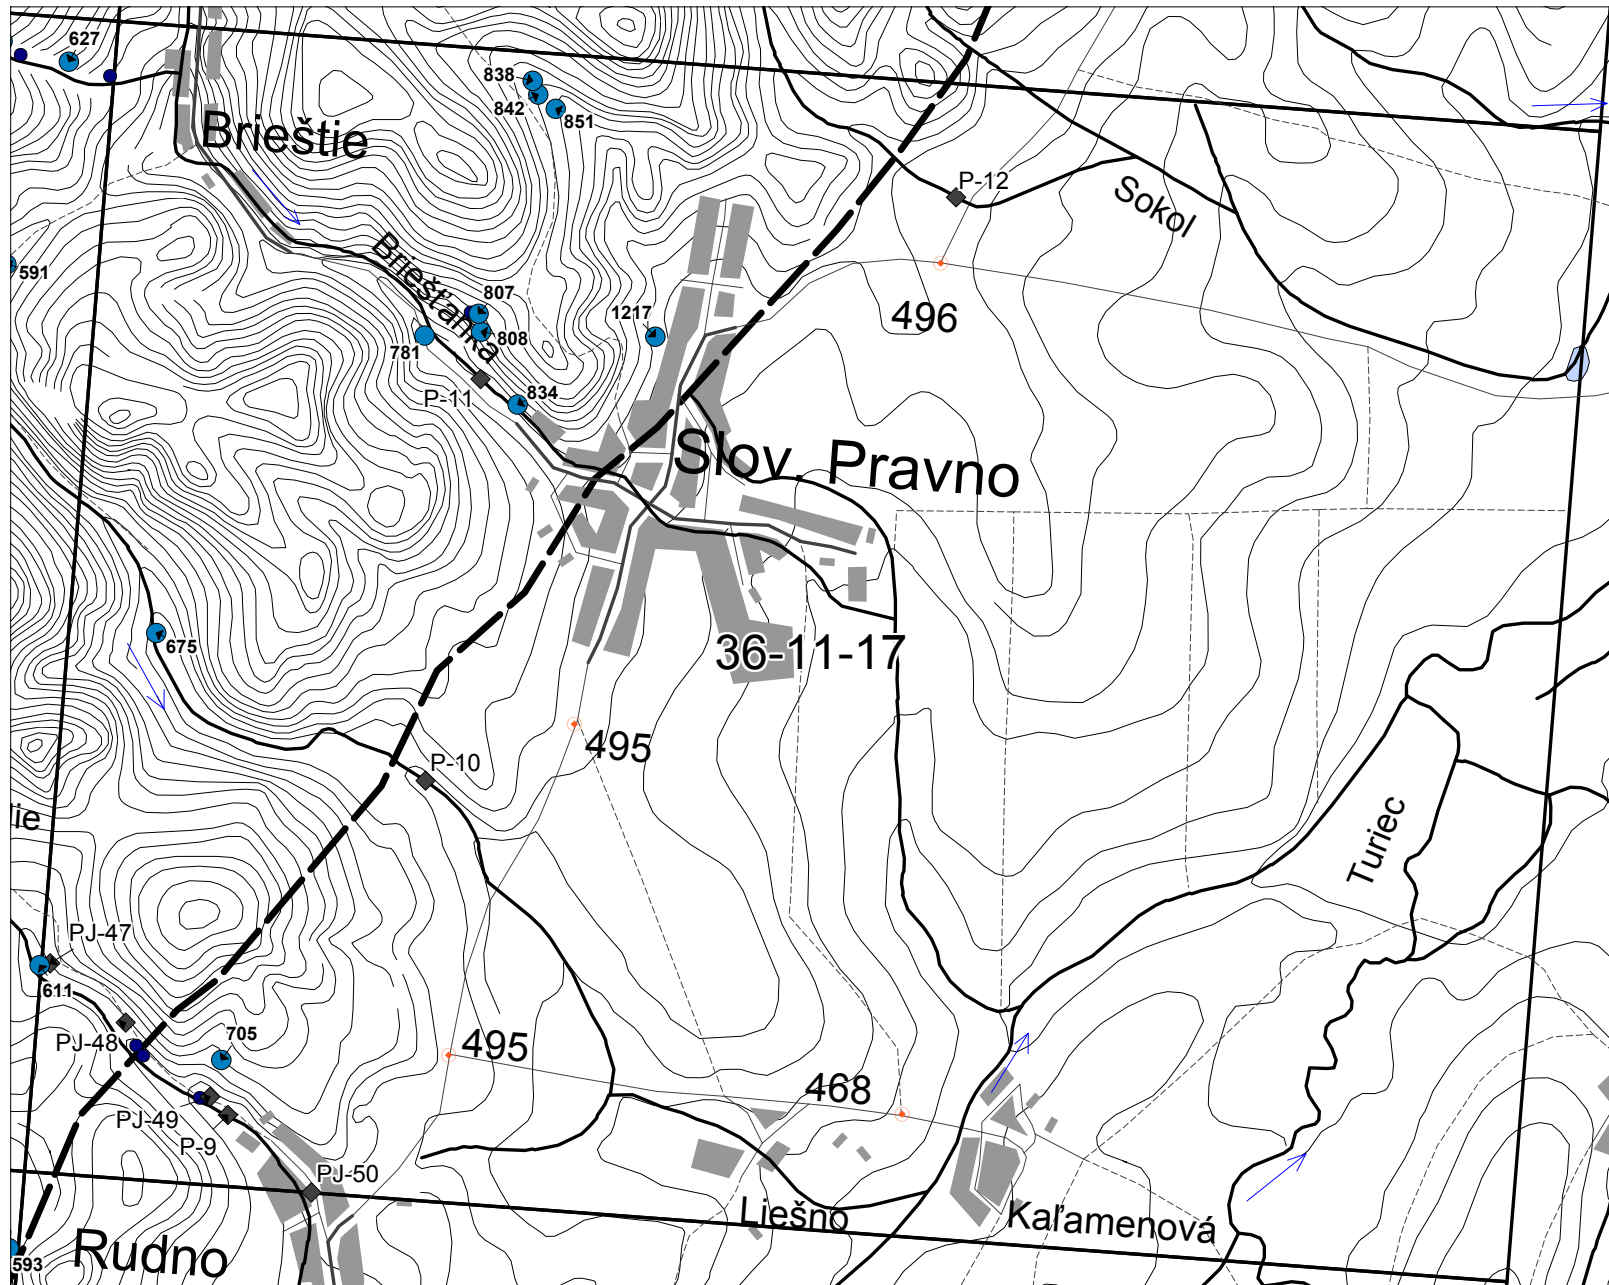 627
838
842
851
Brieštie
P-12
Sokol
591
Briešťanka
807
1217
808
781
496
P-11
834
Slov. Pravno
675
36-11-17
495
P-10
lie
Turiec
PJ-47
611
PJ-48
705
495
468
PJ-49
P-9
PJ-50
Liešno
Kaľamenová
Rudno
593